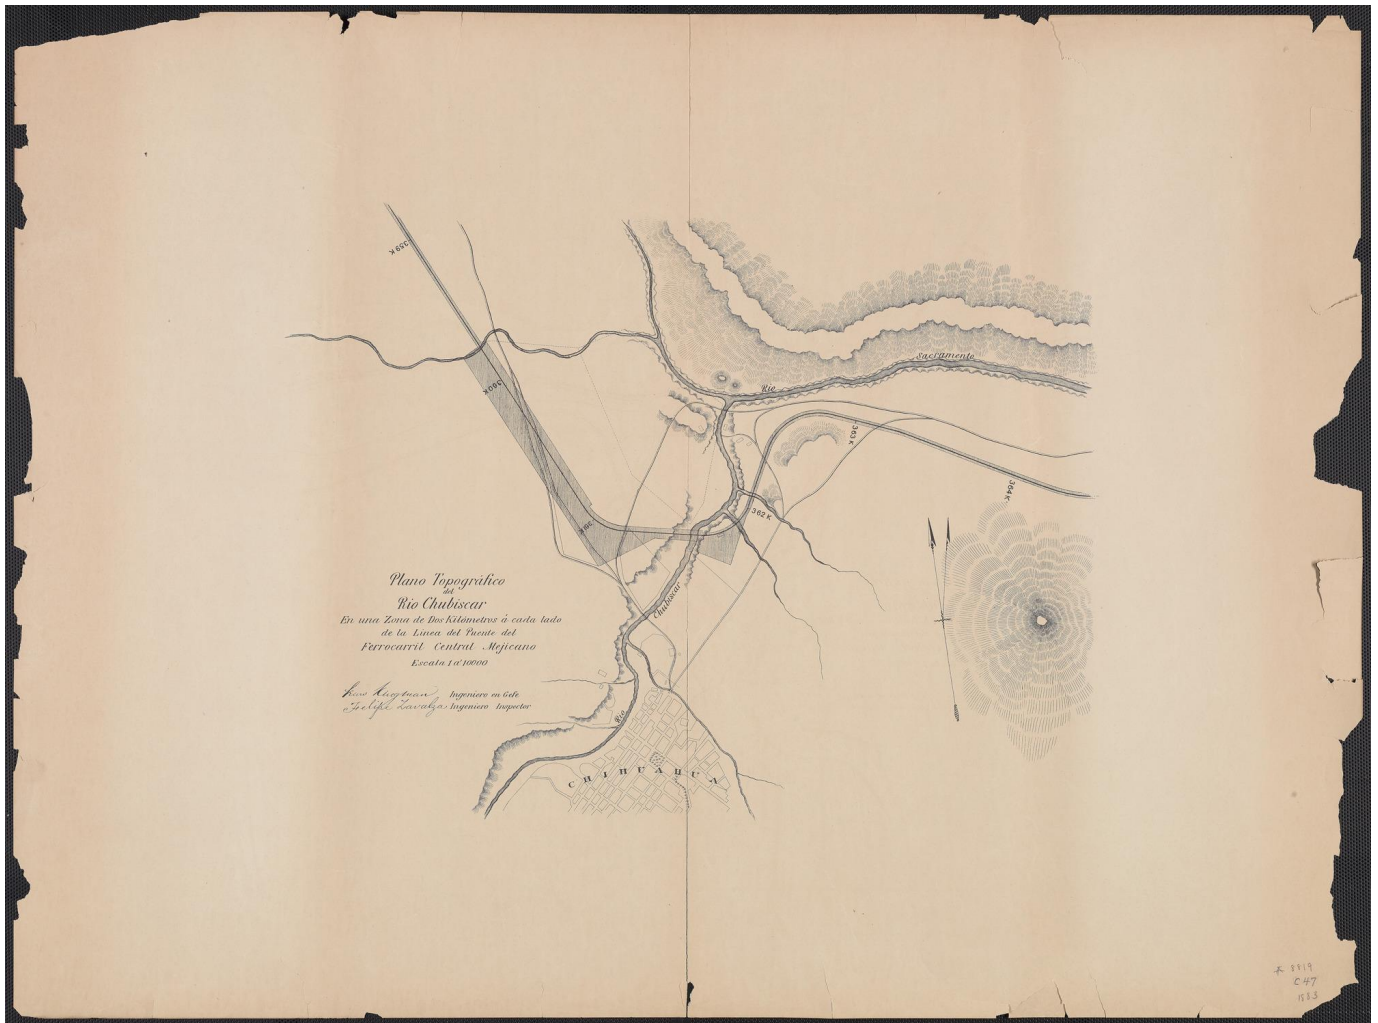 359 K
360 K
Sacramento
Rio
363 K
364 K
362 K
Plano Topográfico
del
Rio Chubiscar
En una Zona de Dos Kilómetros á cada lado
de la Linea del Puente del
Ferrocarril Central Mejicano
Escala 1 á 10000
Ingeniero en Gefe
Felipe Zavalza Ingeniero Inspector
Chubiscar
Rio
CHIHUAHUA
8819
C47
1883